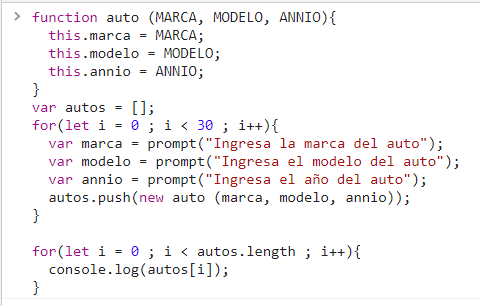 function auto (MARCA, MODELO, ANNIO){
  this.marca = MARCA;
  this.modelo = MODELO;
  this.annio = ANNIO;
}
var autos = [];
for(let i = 0 ; i < 30 ; i++){
  var marca = prompt("Ingresa la marca del auto");
  var modelo = prompt("Ingresa el modelo del auto");
  var annio = prompt("Ingresa el año del auto");
  autos.push(new auto (marca, modelo, annio));
}

for(let i = 0 ; i < autos.length ; i++){
  console.log(autos[i]);
}